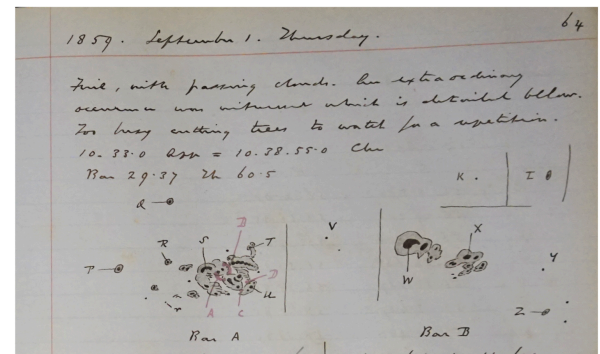 64
1859. September 1. Thursday.
Fine, with passing clouds. An extraordinary
occurrence was witnessed which is detailed below.
Too busy cutting trees to watch for a repetition.
10.33.0 App = 10.38.55.0 Chr
Bar 29.37 Th 60.5
K I
Q
D
V
X
R S T
P D
W Y
A C U
Z
Bar A Bar B